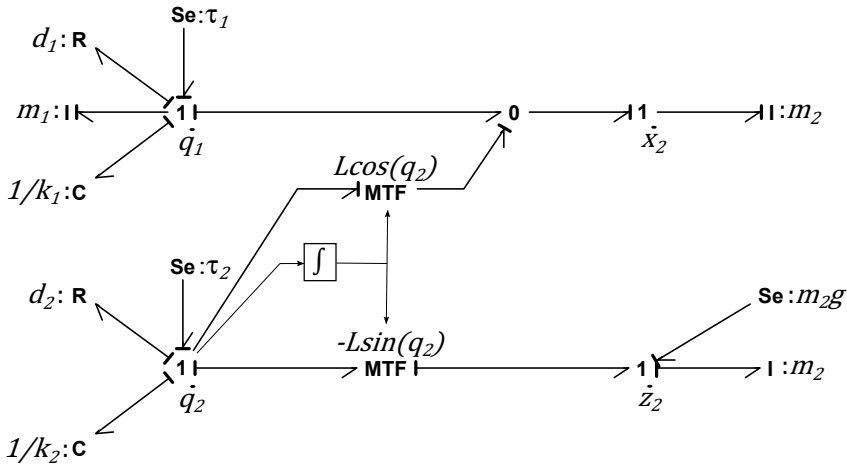 Se:τ₁
d₁:R
m₁:I 1 0 1 I:m₂
q̇₁ ẋ₂
1/k₁:C
Lcos(q₂)
MTF
∫
Se:τ₂
d₂:R
Se:m₂g
-Lsin(q₂)
1 MTF 1 I:m₂
q̇₂ ż₂
1/k₂:C